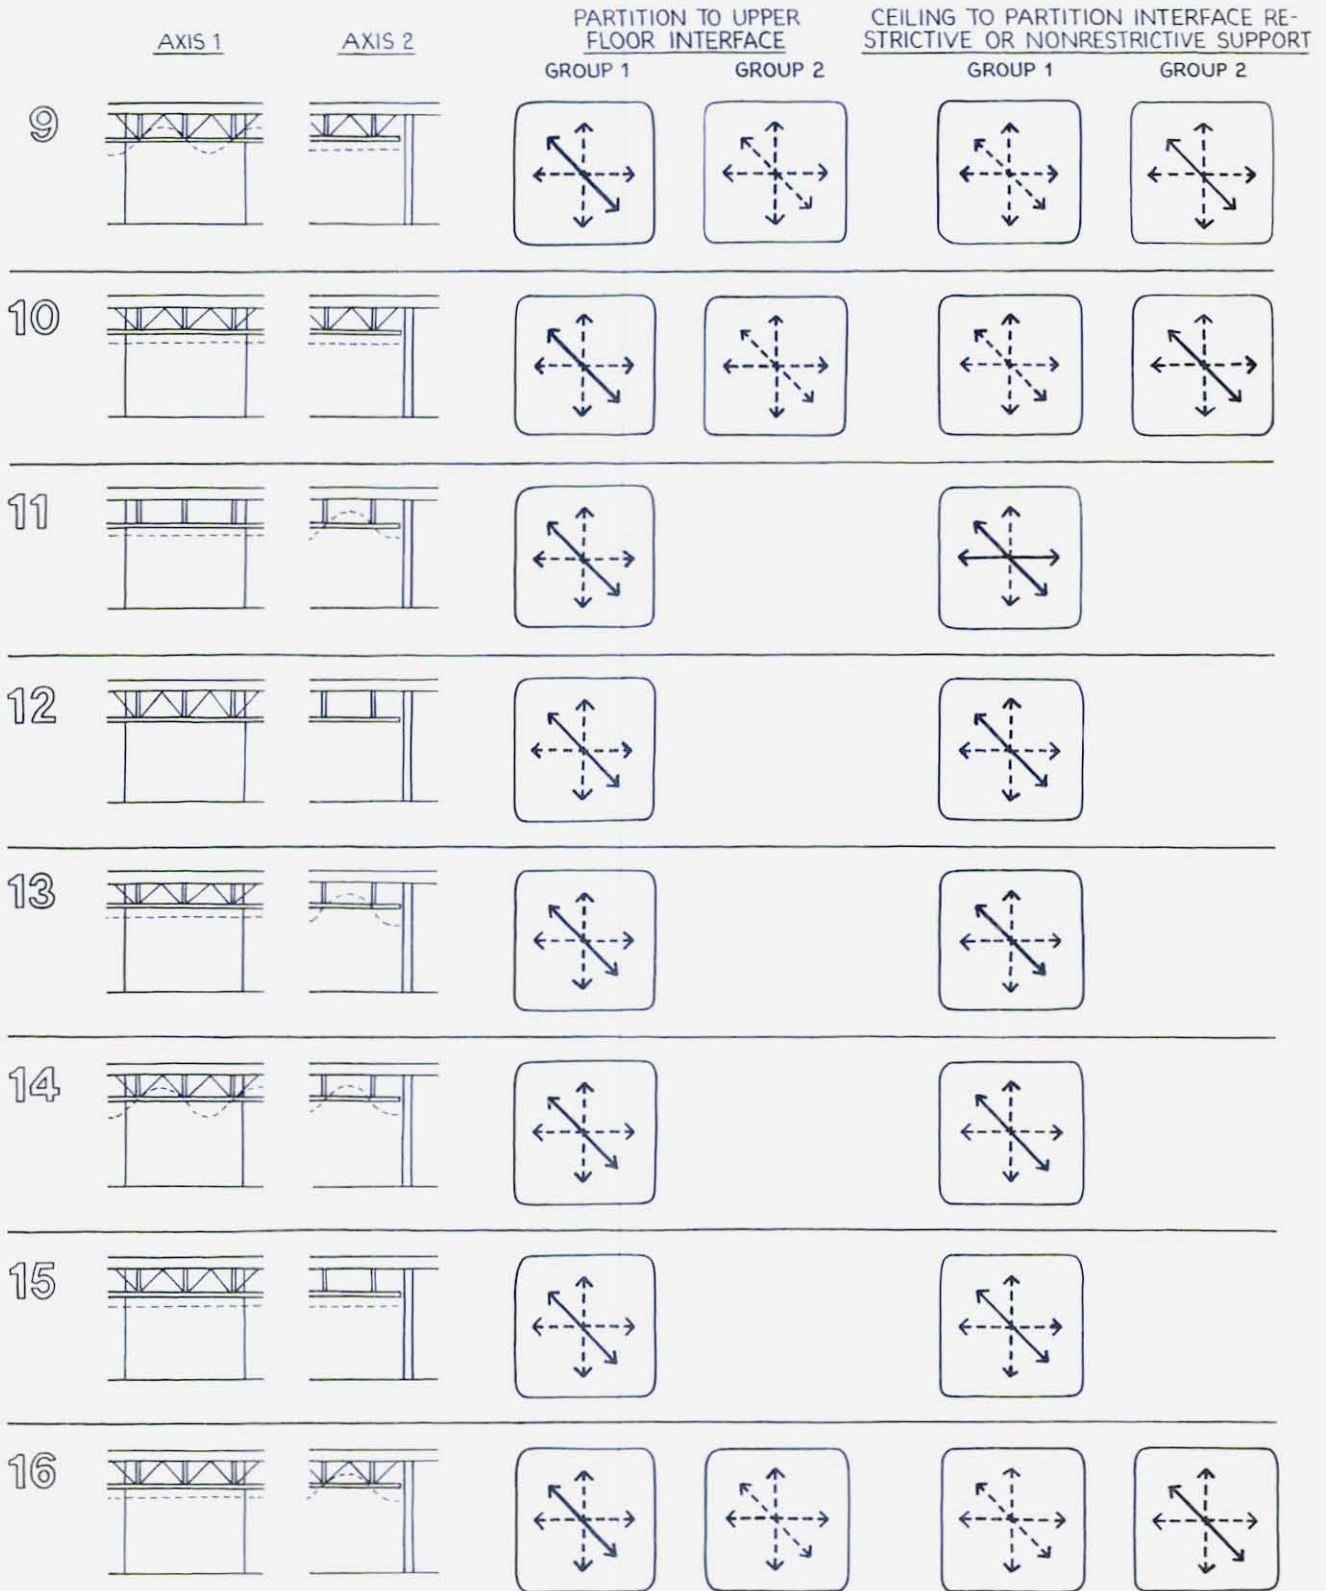 PARTITION TO UPPER
FLOOR INTERFACE
CEILING TO PARTITION INTERFACE RE-
STRICTIVE OR NONRESTRICTIVE SUPPORT
AXIS 1
AXIS 2
GROUP 1
GROUP 2
GROUP 1
GROUP 2
9
10
11
12
13
14
15
16